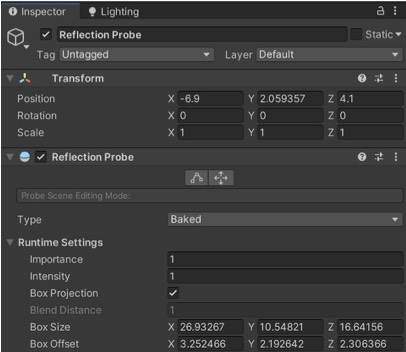 Inspector
Lighting
Reflection Probe
Static
Tag Untagged Layer Default
Transform
Position X -6.9 Y 2.059357 Z 4.1
Rotation X 0 Y 0 Z 0
Scale X 1 Y 1 Z 1
Reflection Probe
Probe Scene Editing Mode:
Type Baked
Runtime Settings
Importance 1
Intensity 1
Box Projection
Blend Distance 1
Box Size X 26.93267 Y 10.54821 Z 16.64156
Box Offset X 3.252466 Y 2.192642 Z 2.306366